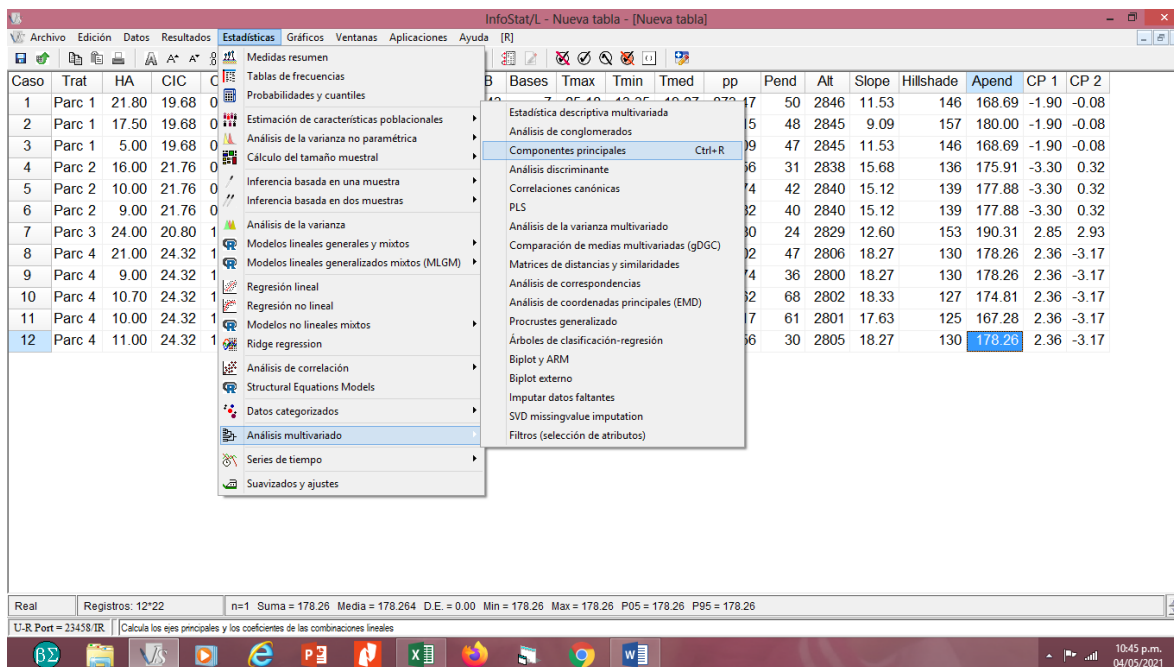 InfoStat/L - Nueva tabla - [Nueva tabla]
Archivo Edición Datos Resultados Estadísticas Gráficos Ventanas Aplicaciones Ayuda [R]
Caso Trat HA CIC B Bases Tmax Tmin Tmed pp Pend Alt Slope Hillshade Apend CP 1 CP 2
1 Parc 1 21.80 19.68 50 2846 11.53 146 168.69 -1.90 -0.08
2 Parc 1 17.50 19.68 48 2845 9.09 157 180.00 -1.90 -0.08
3 Parc 1 5.00 19.68 47 2845 11.53 146 168.69 -1.90 -0.08
4 Parc 2 16.00 21.76 31 2838 15.68 136 175.91 -3.30 0.32
5 Parc 2 10.00 21.76 42 2840 15.12 139 177.88 -3.30 0.32
6 Parc 2 9.00 21.76 40 2840 15.12 139 177.88 -3.30 0.32
7 Parc 3 24.00 20.80 24 2829 12.60 153 190.31 2.85 2.93
8 Parc 4 21.00 24.32 47 2806 18.27 130 178.26 2.36 -3.17
9 Parc 4 9.00 24.32 36 2800 18.27 130 178.26 2.36 -3.17
10 Parc 4 10.70 24.32 68 2802 18.33 127 174.81 2.36 -3.17
11 Parc 4 10.00 24.32 61 2801 17.63 125 167.28 2.36 -3.17
12 Parc 4 11.00 24.32 30 2805 18.27 130 178.26 2.36 -3.17
Medidas resumen
Tablas de frecuencias
Probabilidades y cuantiles
Estimación de características poblacionales
Análisis de la varianza no paramétrica
Cálculo del tamaño muestral
Inferencia basada en una muestra
Inferencia basada en dos muestras
Análisis de la varianza
Modelos lineales generales y mixtos
Modelos lineales generalizados mixtos (MLGM)
Regresión lineal
Regresión no lineal
Modelos no lineales mixtos
Ridge regression
Análisis de correlación
Structural Equations Models
Datos categorizados
Análisis multivariado
Series de tiempo
Suavizados y ajustes
Estadística descriptiva multivariada
Análisis de conglomerados
Componentes principales Ctrl+R
Análisis discriminante
Correlaciones canónicas
PLS
Análisis de la varianza multivariado
Comparación de medias multivariadas (gDGC)
Matrices de distancias y similaridades
Análisis de correspondencias
Análisis de coordenadas principales (EMD)
Procrustes generalizado
Árboles de clasificación-regresión
Biplot y ARM
Biplot externo
Imputar datos faltantes
SVD missingvalue imputation
Filtros (selección de atributos)
Real Registros: 12*22 n=1 Suma = 178.26 Media = 178.264 D.E. = 0.00 Min = 178.26 Max = 178.26 P05 = 178.26 P95 = 178.26
U-R Port = 23458/IR Calcula los ejes principales y los coeficientes de las combinaciones lineales
10:45 p.m.
04/05/2021